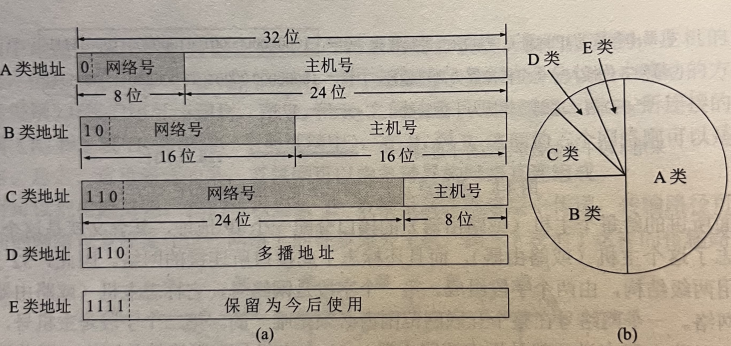 32 位
A 类地址 0 网络号 主机号
8 位 24 位
B 类地址 10 网络号 主机号
16 位 16 位
C 类地址 110 网络号 主机号
24 位 8 位
D 类地址 1110 多播地址
E 类地址 1111 保留为今后使用
(a)
D 类
E 类
C 类
A 类
B 类
(b)